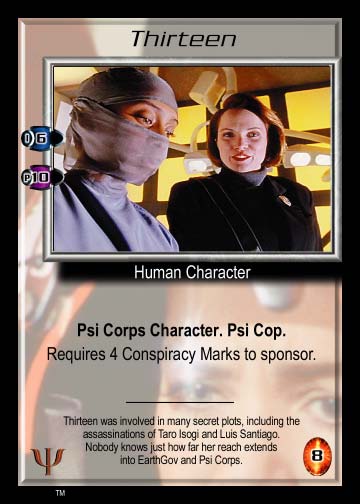 Thirteen
D 6
P 10
Human Character
Psi Corps Character. Psi Cop.
Requires 4 Conspiracy Marks to sponsor.
Thirteen was involved in many secret plots, including the
assassinations of Taro Isogi and Luis Santiago.
Nobody knows just how far her reach extends
into EarthGov and Psi Corps.
8
Ψ
TM